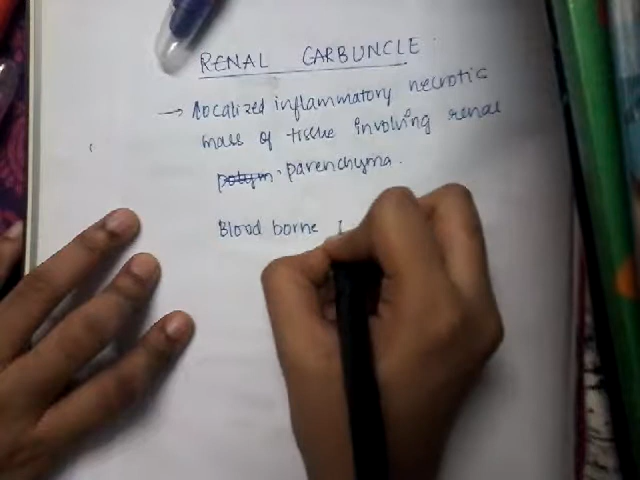 RENAL CARBUNCLE
→ Localized inflammatory necrotic
mass of tissue involving renal
parenchyma.
Blood borne